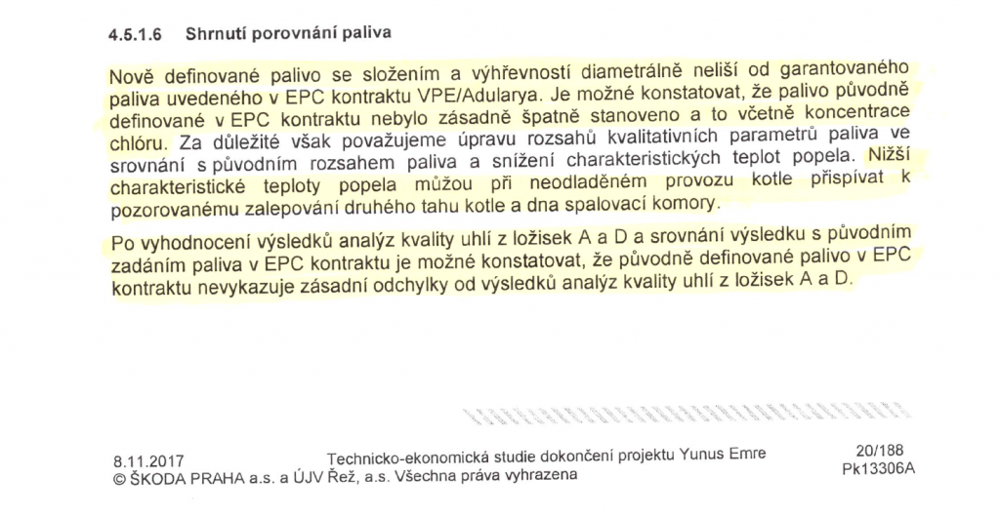 4.5.1.6 Shrnutí porovnání paliva
Nově definované palivo se složením a výhřevností diametrálně neliší od garantovaného
paliva uvedeného v EPC kontraktu VPE/Adularya. Je možné konstatovat, že palivo původně
definované v EPC kontraktu nebylo zásadně špatně stanoveno a to včetně koncentrace
chlóru. Za důležité však považujeme úpravu rozsahů kvalitativních parametrů paliva ve
srovnání s původním rozsahem paliva a snížení charakteristických teplot popela. Nižší
charakteristické teploty popela můžou při neodladěném provozu kotle přispívat k
pozorovanému zalepování druhého tahu kotle a dna spalovací komory.
Po vyhodnocení výsledků analýz kvality uhlí z ložisek A a D a srovnání výsledku s původním
zadáním paliva v EPC kontraktu je možné konstatovat, že původně definované palivo v EPC
kontraktu nevykazuje zásadní odchylky od výsledků analýz kvality uhlí z ložisek A a D.
8.11.2017 Technicko-ekonomická studie dokončení projektu Yunus Emre 20/188
© ŠKODA PRAHA a.s. a ÚJV Řež, a.s. Všechna práva vyhrazena Pk13306A